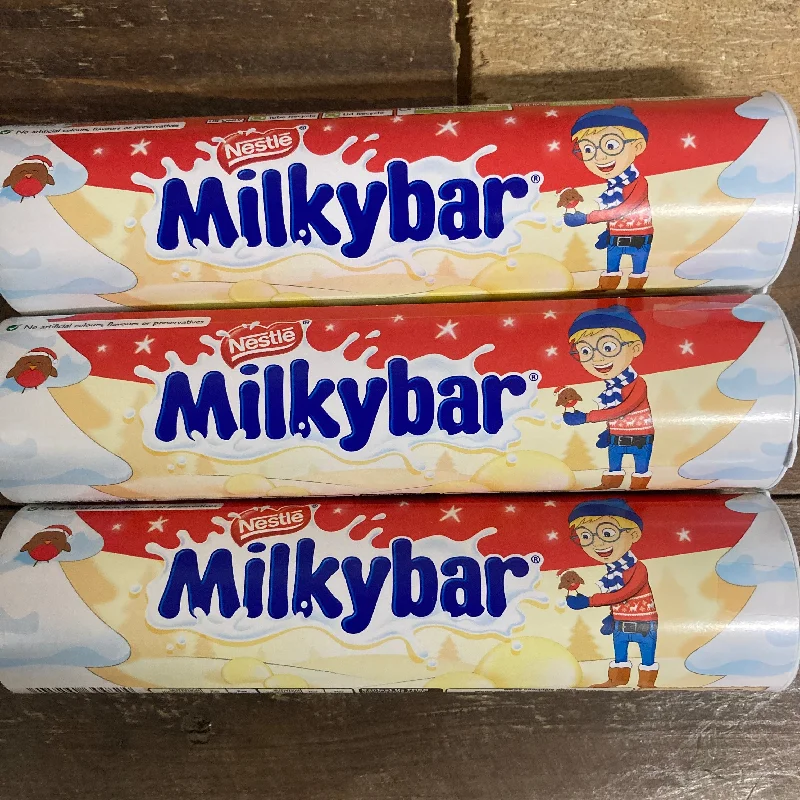 No artificial colours, flavours or preservatives
Nestlé®
Milkybar®
No artificial colours, flavours or preservatives
Nestlé®
Milkybar®
Nestlé®
Milkybar®